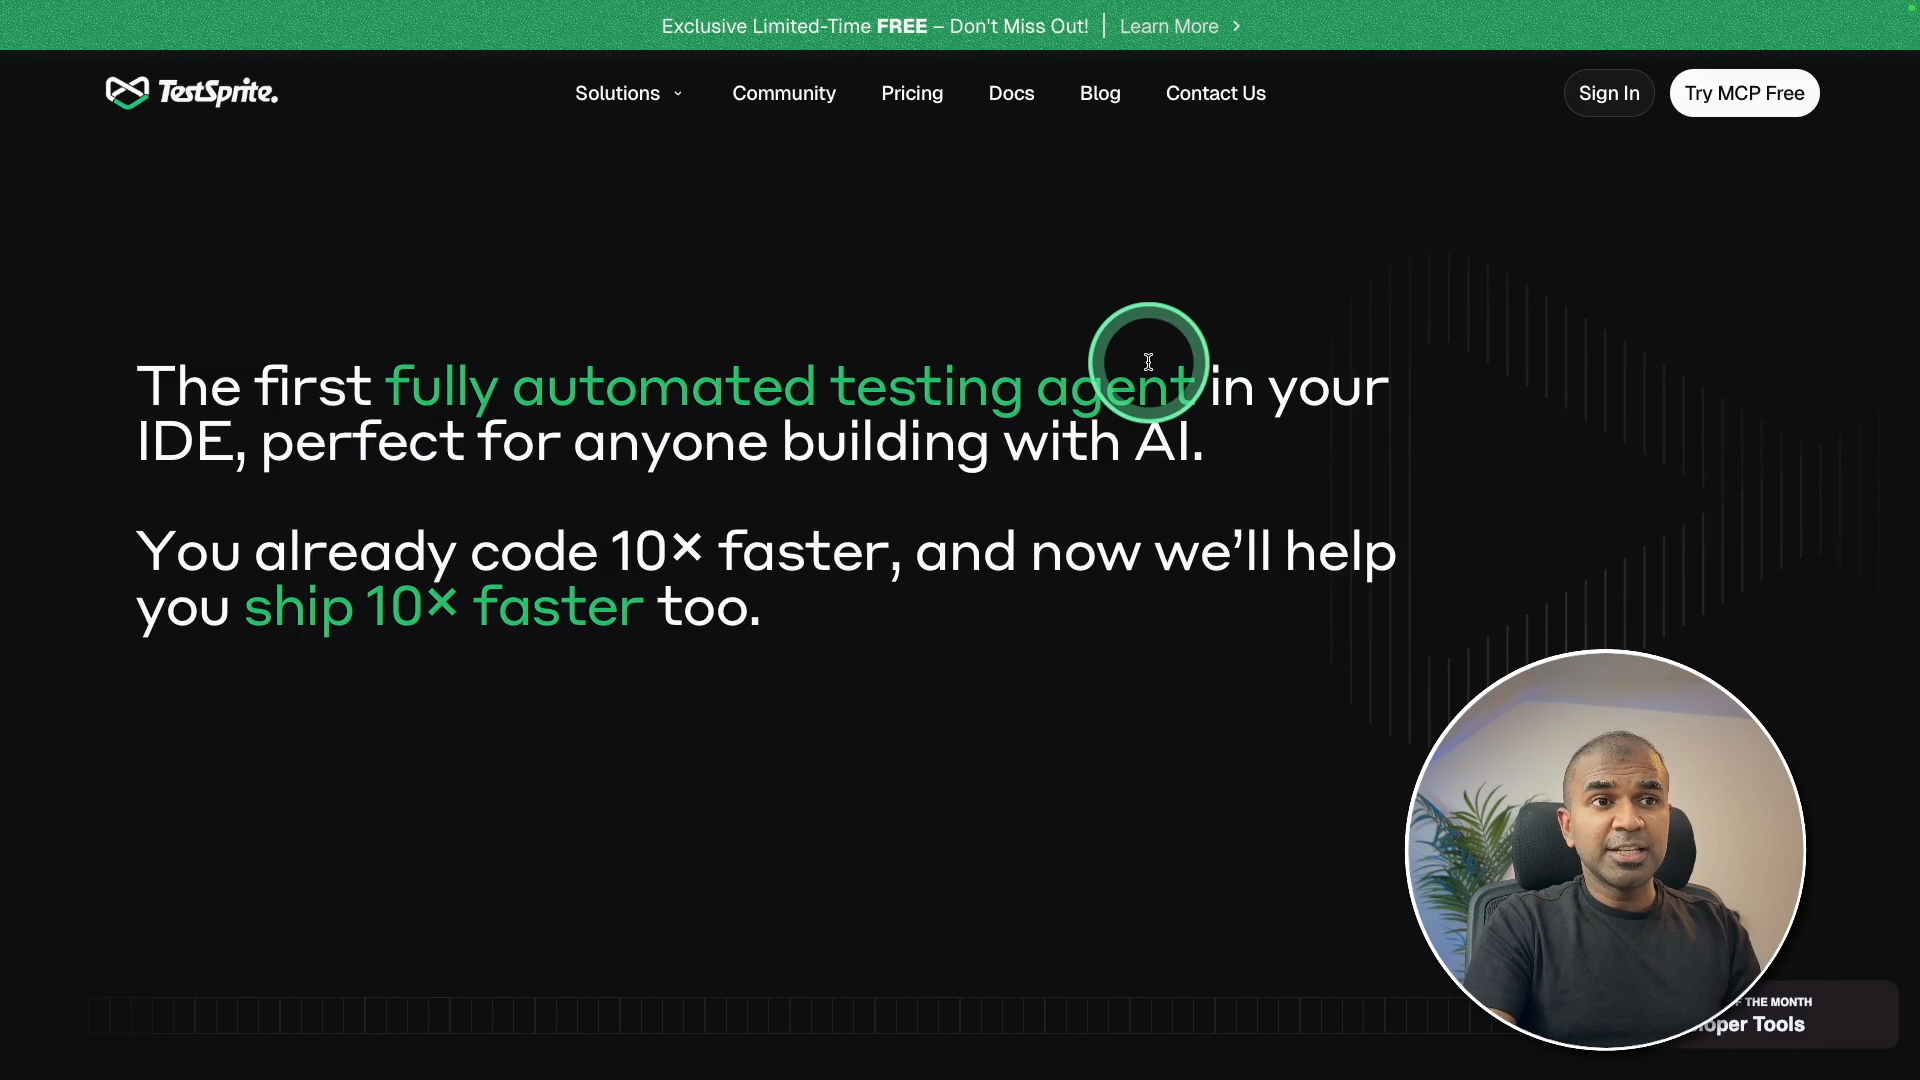 Exclusive Limited-Time FREE – Don't Miss Out! Learn More
TestSprite.
Solutions
Community
Pricing
Docs
Blog
Contact Us
Sign In
Try MCP Free
The first fully automated testing agent in your
IDE, perfect for anyone building with AI.
You already code 10× faster, and now we’ll help
you ship 10× faster too.
THE MONTH
Tools